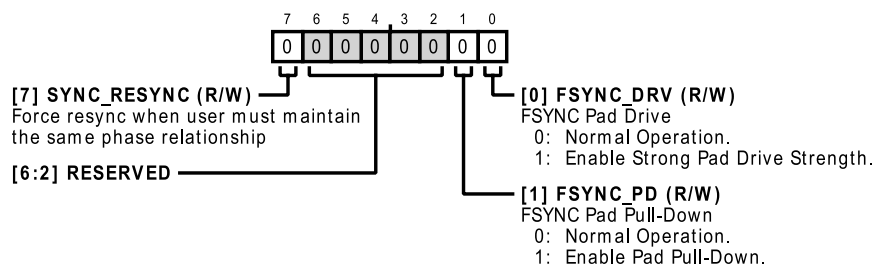 7 6 5 4 3 2 1 0
0 0 0 0 0 0 0 0
[7] SYNC_RESYNC (R/W)
Force resync when user must maintain
the same phase relationship
[6:2] RESERVED
[0] FSYNC_DRV (R/W)
FSYNC Pad Drive
0: Normal Operation.
1: Enable Strong Pad Drive Strength.
[1] FSYNC_PD (R/W)
FSYNC Pad Pull-Down
0: Normal Operation.
1: Enable Pad Pull-Down.